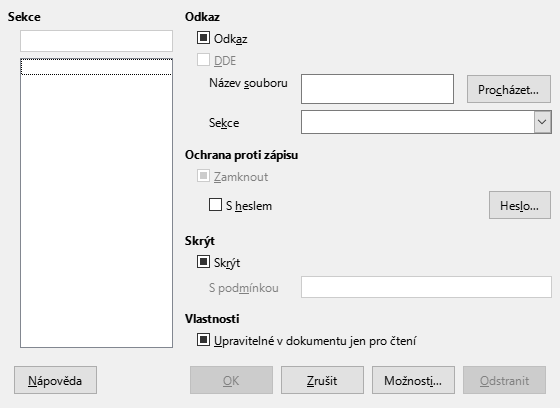 Sekce
Odkaz
Odkaz
DDE
Název souboru
Procházet...
Sekce
Ochrana proti zápisu
Zamknout
S heslem
Heslo...
Skrýt
Skrýt
S podmínkou
Vlastnosti
Upravitelné v dokumentu jen pro čtení
Nápověda
OK
Zrušit
Možnosti...
Odstranit